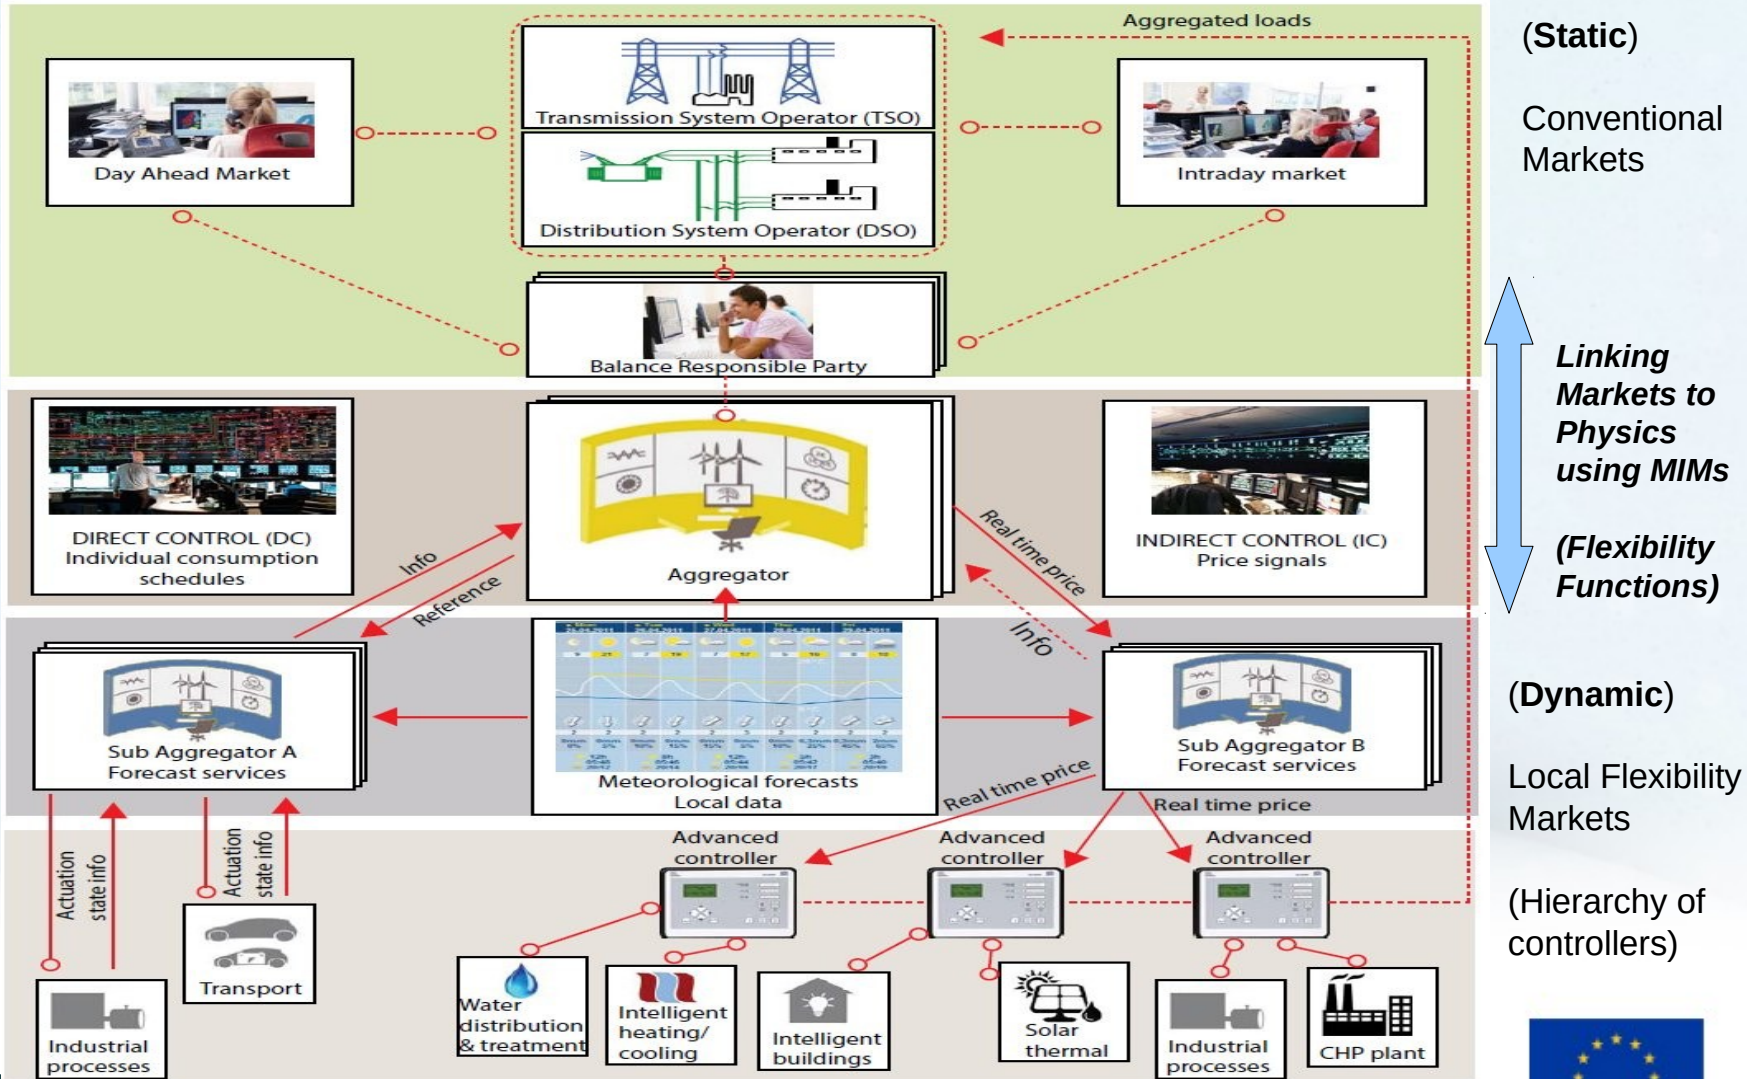 Aggregated loads
Transmission System Operator (TSO)
Day Ahead Market
Intraday market
Distribution System Operator (DSO)
Balance Responsible Party
DIRECT CONTROL (DC)
Individual consumption
schedules
Info
Reference
Aggregator
Real time price
Info
INDIRECT CONTROL (IC)
Price signals
Sub Aggregator A
Forecast services
Meteorological forecasts
Local data
Sub Aggregator B
Forecast services
Real time price
Real time price
Actuation
state info
Actuation
state info
Advanced
controller
Advanced
controller
Advanced
controller
Industrial
processes
Transport
Water
distribution
& treatment
Intelligent
heating/
cooling
Intelligent
buildings
Solar
thermal
Industrial
processes
CHP plant
(Static)
Conventional
Markets
Linking
Markets to
Physics
using MIMs
(Flexibility
Functions)
(Dynamic)
Local Flexibility
Markets
(Hierarchy of
controllers)